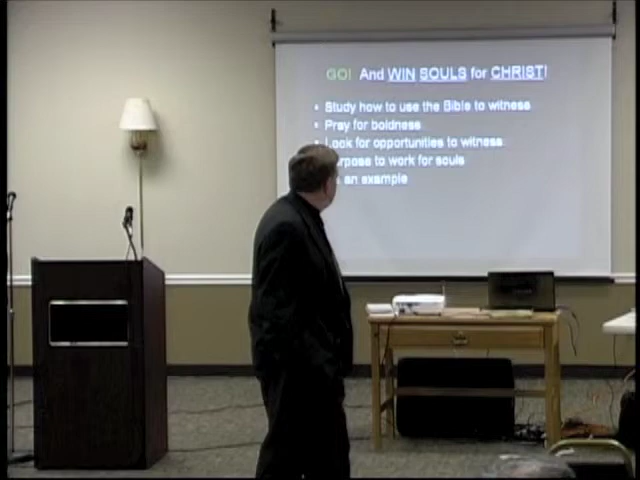 GO! And WIN SOULS for CHRIST!
• Study how to use the Bible to witness
• Pray for boldness
• Look for opportunities to witness
urpose to work for souls
an example